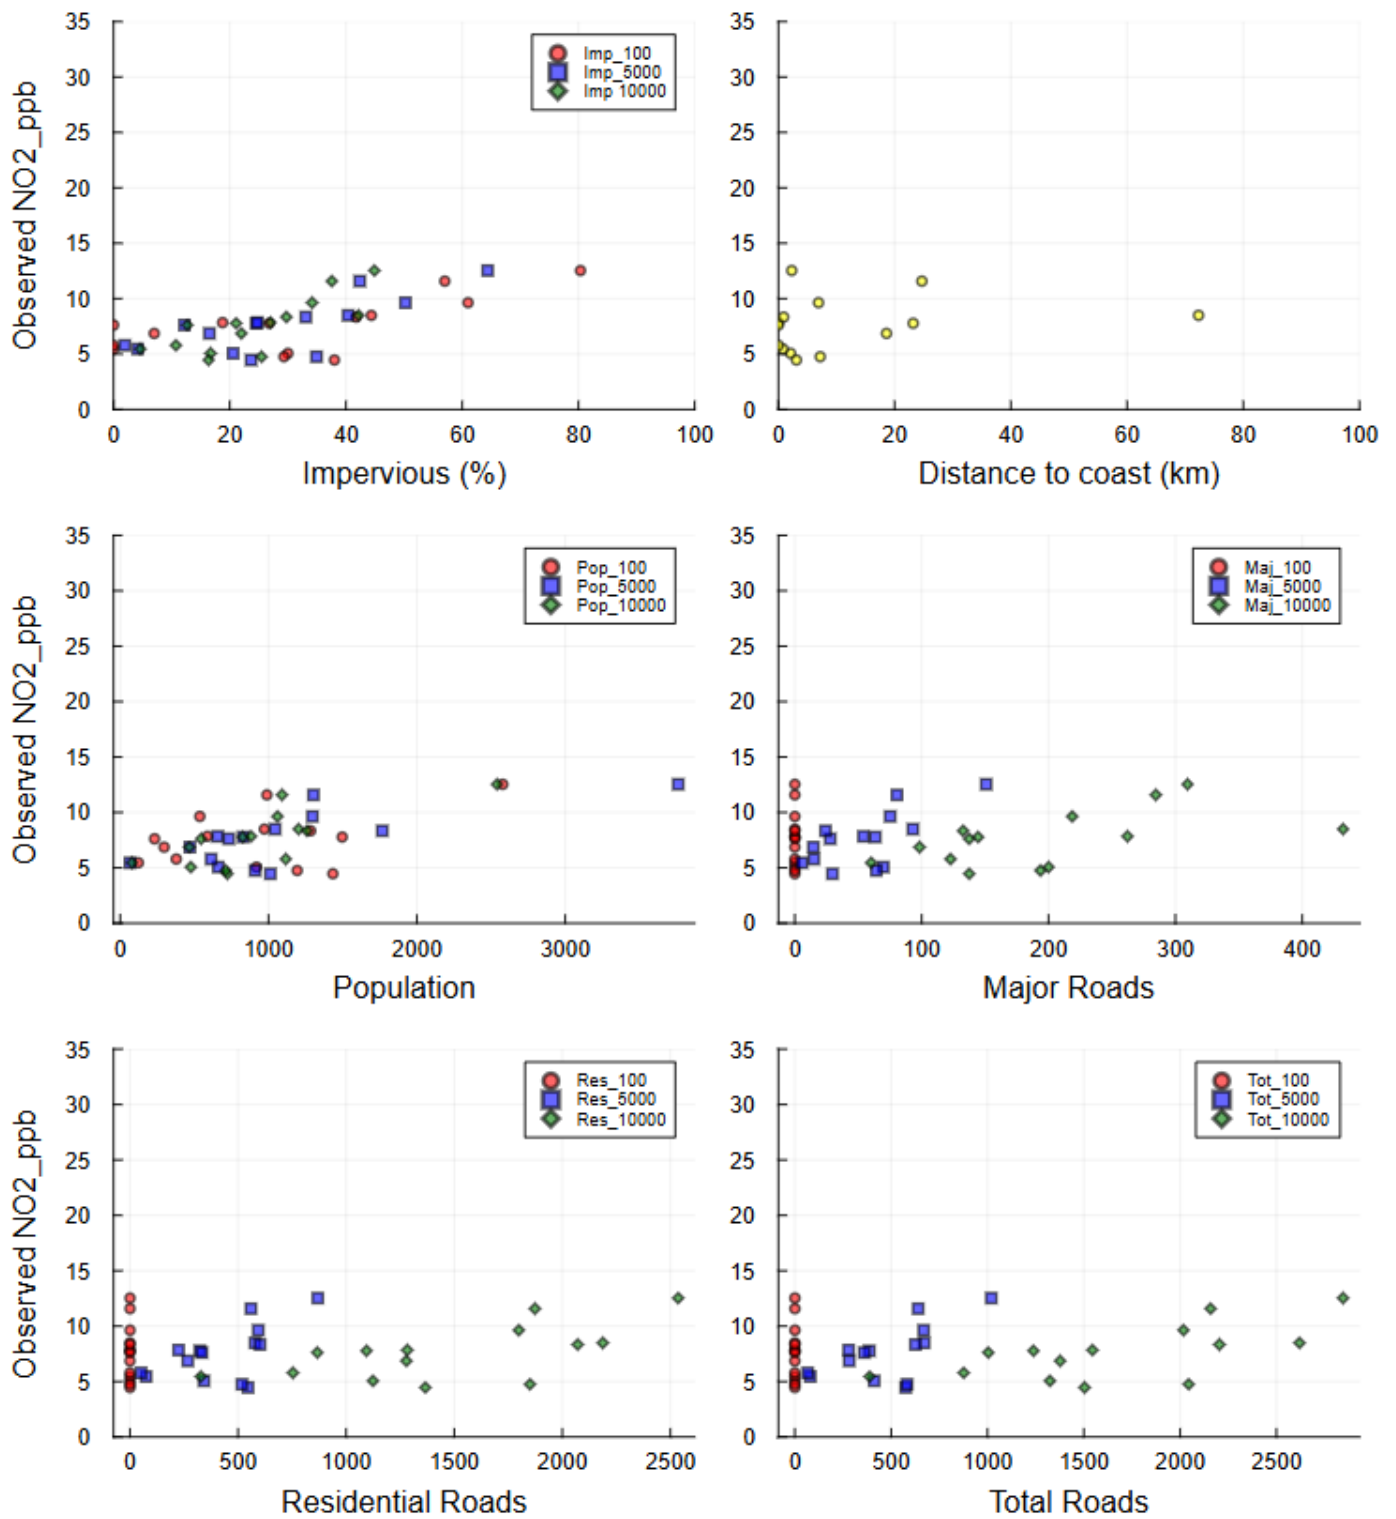 35
30
25
20
15
10
5
0
Observed NO2_ppb
Imp_100
Imp_5000
Imp 10000
0 20 40 60 80 100
Impervious (%)
35
30
25
20
15
10
5
0
0 20 40 60 80 100
Distance to coast (km)
35
30
25
20
15
10
5
0
Observed NO2_ppb
Pop_100
Pop_5000
Pop_10000
0 1000 2000 3000
Population
35
30
25
20
15
10
5
0
Maj_100
Maj_5000
Maj_10000
0 100 200 300 400
Major Roads
35
30
25
20
15
10
5
0
Observed NO2_ppb
Res_100
Res_5000
Res_10000
0 500 1000 1500 2000 2500
Residential Roads
35
30
25
20
15
10
5
0
Tot_100
Tot_5000
Tot_10000
0 500 1000 1500 2000 2500
Total Roads